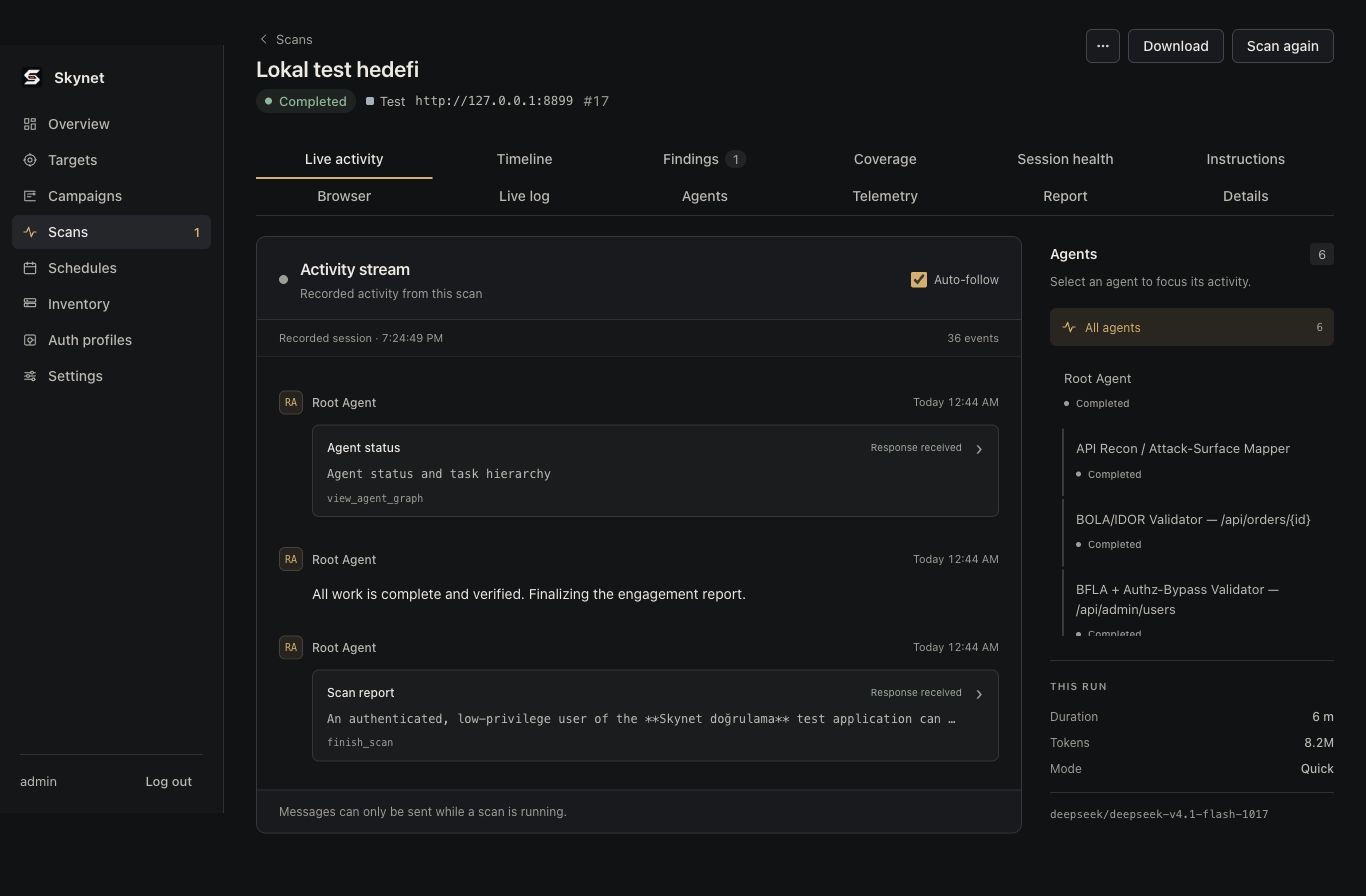 Skynet
Overview
Targets
Campaigns
Scans 1
Schedules
Inventory
Auth profiles
Settings
admin Log out
Scans
Lokal test hedefi
Completed Test http://127.0.0.1:8899 #17
... Download Scan again
Live activity Timeline Findings 1 Coverage Session health Instructions
Browser Live log Agents Telemetry Report Details
Activity stream
Recorded activity from this scan
Auto-follow
Recorded session · 7:24:49 PM 36 events
RA Root Agent Today 12:44 AM
Agent status Response received
Agent status and task hierarchy
view_agent_graph
RA Root Agent Today 12:44 AM
All work is complete and verified. Finalizing the engagement report.
RA Root Agent Today 12:44 AM
Scan report Response received
An authenticated, low-privilege user of the **Skynet doğrulama** test application can …
finish_scan
Messages can only be sent while a scan is running.
Agents 6
Select an agent to focus its activity.
All agents 6
Root Agent
Completed
API Recon / Attack-Surface Mapper
Completed
BOLA/IDOR Validator — /api/orders/{id}
Completed
BFLA + Authz-Bypass Validator —
/api/admin/users
Completed
THIS RUN
Duration 6 m
Tokens 8.2M
Mode Quick
deepseek/deepseek-v4.1-flash-1017